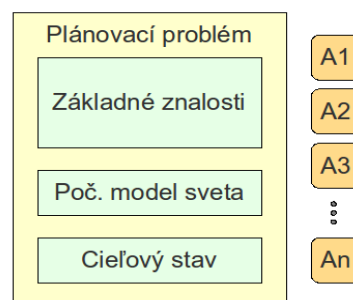 Plánovací problém
Základné znalosti
Poč. model sveta
Cieľový stav
A1
A2
A3
An